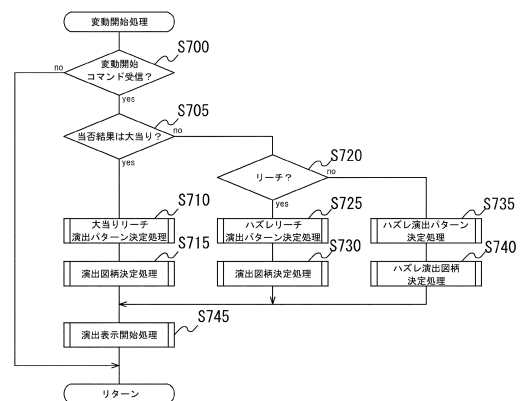 変動開始処理
S700
変動開始
コマンド受信?
no
yes
S705
当否結果は大当り?
no
yes
S720
リーチ?
no
yes
S710
大当りリーチ
演出パターン決定処理
S725
ハズレリーチ
演出パターン決定処理
S735
ハズレ演出パターン
決定処理
S715
演出図柄決定処理
S730
演出図柄決定処理
S740
ハズレ演出図柄
決定処理
S745
演出表示開始処理
リターン